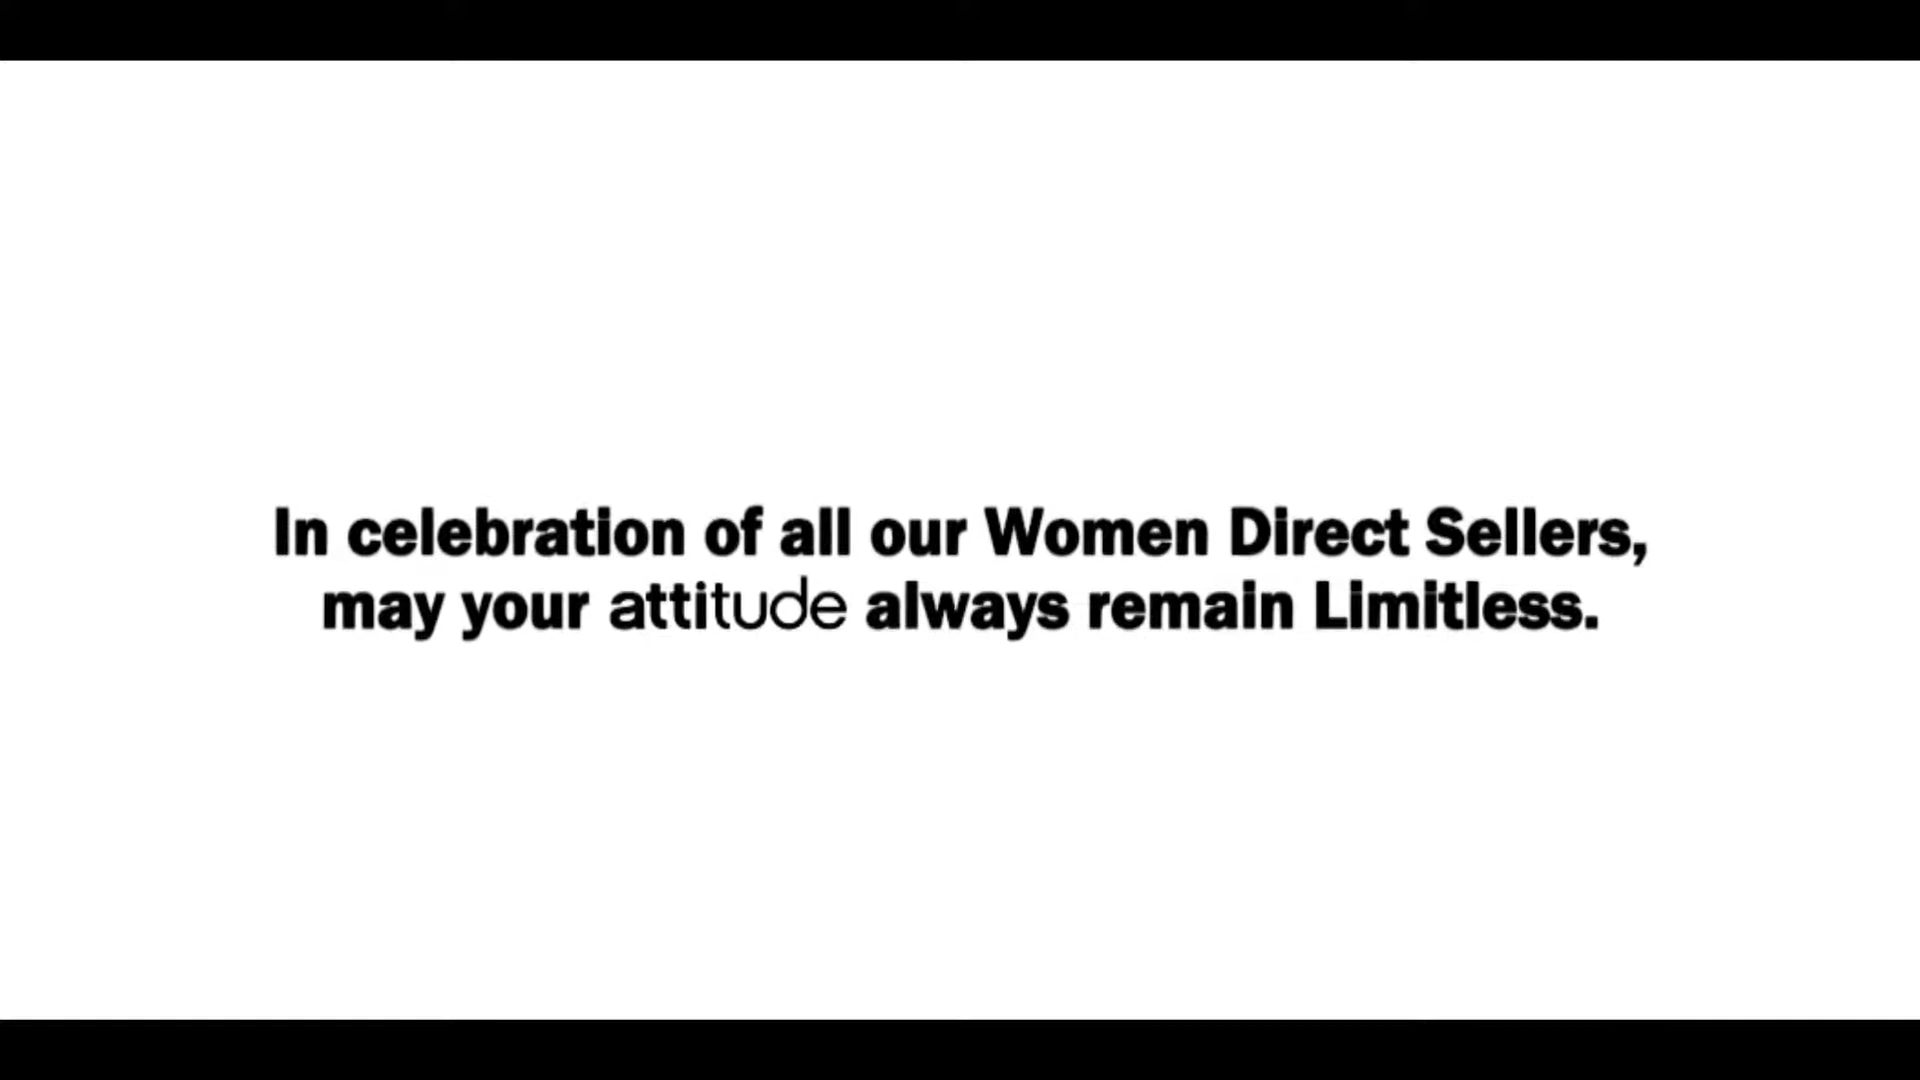 In celebration of all our Women Direct Sellers,
may your attitude always remain Limitless.